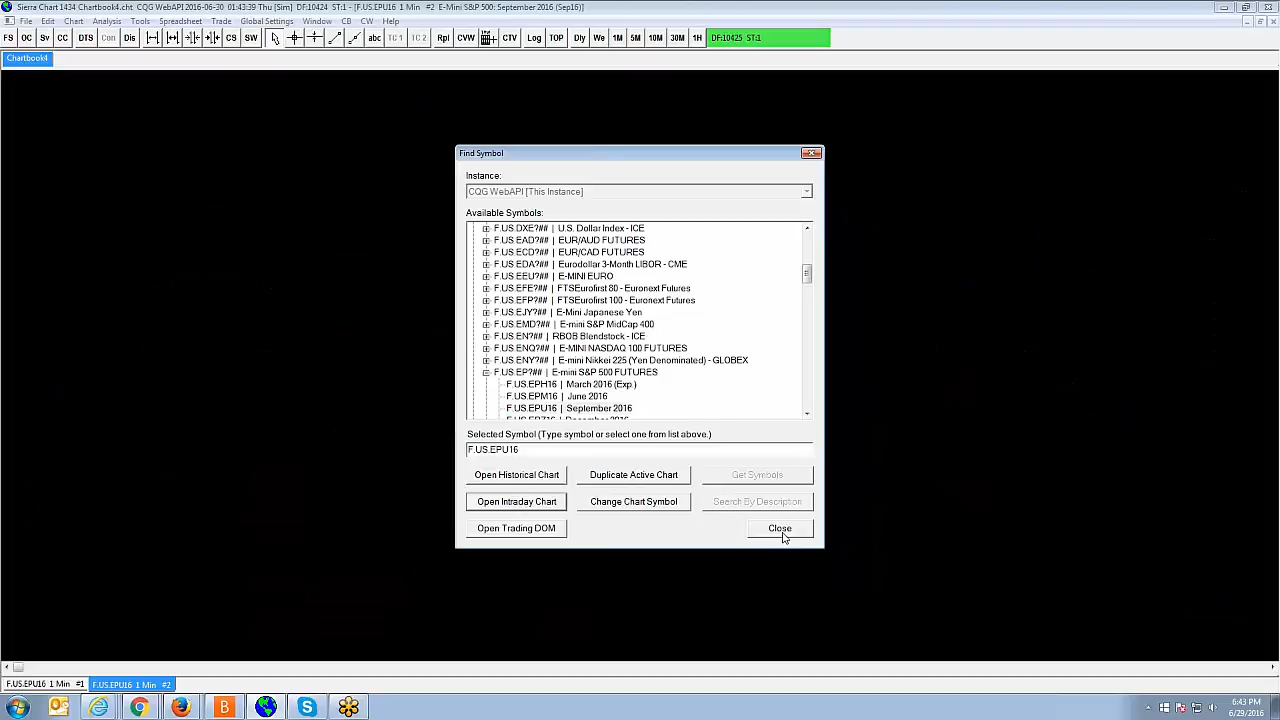 Sierra Chart 1434 Chartbook4.cht CQG WebAPI2016-06-30 01:43:39 Thu [Sim] DF:10424 ST:1 - [F.US.EPU16 1 Min #2 E-Mini S&P 500: September 2016 (Sep16)]
File Edit Chart Analysis Tools Spreadsheet Trade Global Settings Window CB CW Help
FS OC Sv CC DTS Con Dis CS SW abc TC 1 TC 2 Rpl CVW CTV Log TOP Dly We 1M 5M 10M 30M 1H DF:10425 ST:1
Chartbook4
Find Symbol
Instance:
CQG WebAPI [This Instance]
Available Symbols:
F.US.DXE?## | U.S. Dollar Index - ICE
F.US.EAD?## | EUR/AUD FUTURES
F.US.ECD?## | EUR/CAD FUTURES
F.US.EDA?## | Eurodollar 3-Month LIBOR - CME
F.US.EEU?## | E-MINI EURO
F.US.EFE?## | FTSEurofirst 80 - Euronext Futures
F.US.EFP?## | FTSEurofirst 100 - Euronext Futures
F.US.EJY?## | E-Mini Japanese Yen
F.US.EMD?## | E-mini S&P MidCap 400
F.US.EN?## | RBOB Blendstock - ICE
F.US.ENQ?## | E-MINI NASDAQ 100 FUTURES
F.US.ENY?## | E-mini Nikkei 225 (Yen Denominated) - GLOBEX
F.US.EP?## | E-mini S&P 500 FUTURES
F.US.EPH16 | March 2016 (Exp.)
F.US.EPM16 | June 2016
F.US.EPU16 | September 2016
Selected Symbol (Type symbol or select one from list above.)
F.US.EPU16
Open Historical Chart Duplicate Active Chart Get Symbols
Open Intraday Chart Change Chart Symbol Search By Description
Open Trading DOM Close
F.US.EPU16 1 Min #1 F.US.EPU16 1 Min #2
6:43 PM
6/29/2016